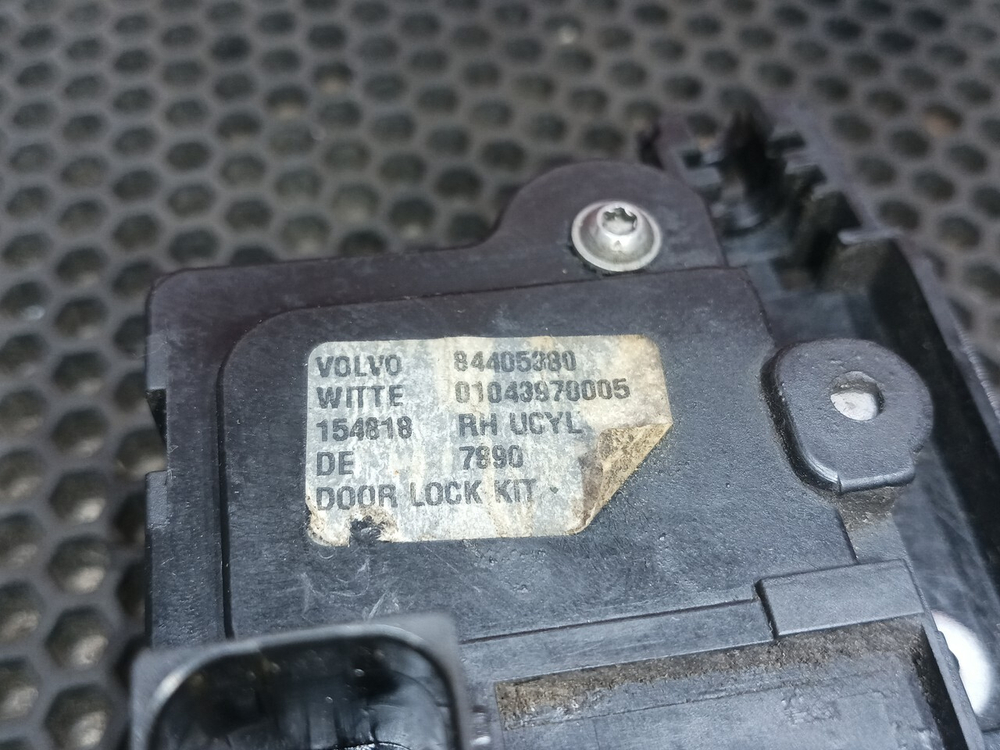 VOLVO 84405380
WITTE 01043970005
154818 RH UCYL
DE 7890
DOOR LOCK KIT